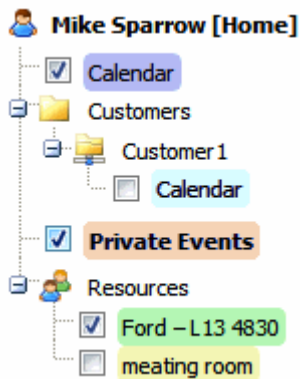 Mike Sparrow [Home]
Calendar
Customers
Customer1
Calendar
Private Events
Resources
Ford – L13 4830
meating room